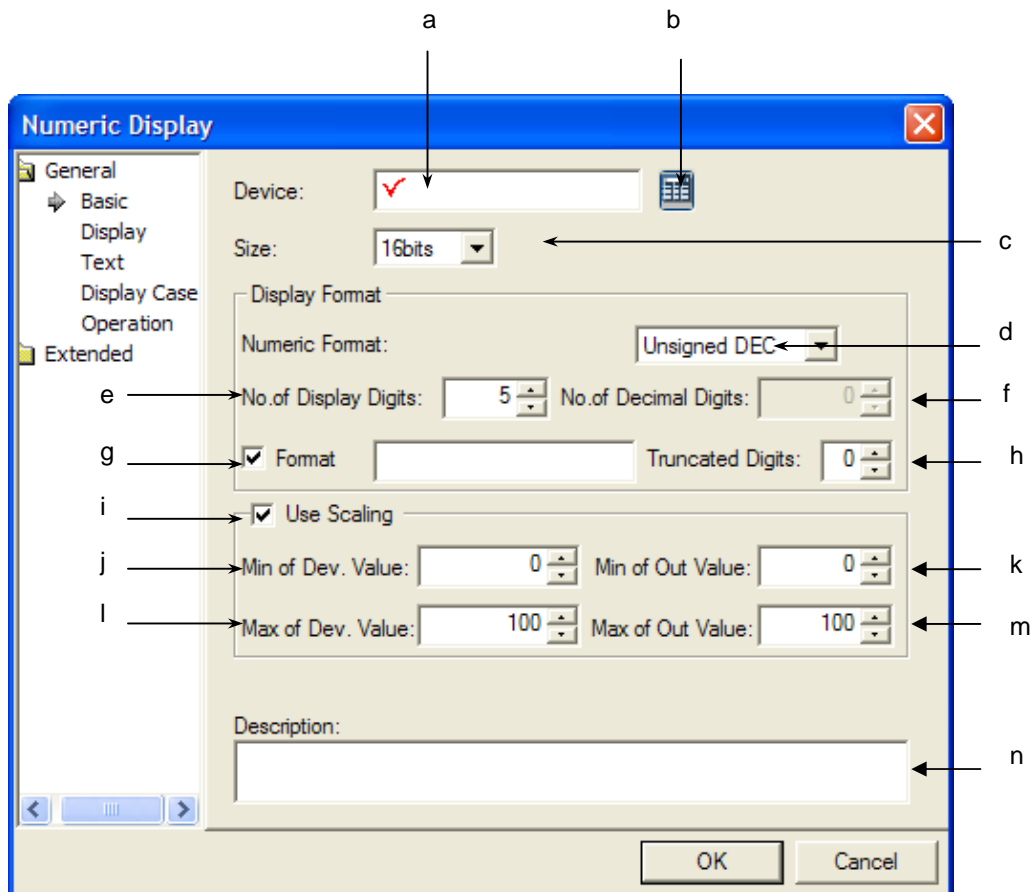 a b
Numeric Display
General
Basic
Display
Text
Display Case
Operation
Extended
Device:
Size: 16bits c
Display Format
Numeric Format: Unsigned DEC d
e No.of Display Digits: 5 No.of Decimal Digits: 0 f
g Format Truncated Digits: 0 h
i Use Scaling
j Min of Dev. Value: 0 Min of Out Value: 0 k
l Max of Dev. Value: 100 Max of Out Value: 100 m
Description:
n
OK Cancel